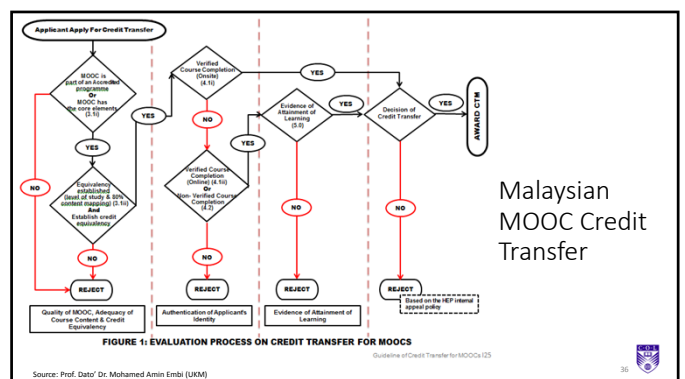 Applicant Apply For Credit Transfer
MOOC is
part of an Accredited
programme
Or
MOOC has
the core elements
(3.1i)
YES
NO
Equivalency
established
(level of study & 80%
content mapping) (3.1ii)
And
Establish credit
equivalency
NO
REJECT
Quality of MOOC, Adequacy of
Course Content & Credit
Equivalency
YES
Verified
Course Completion
(Onsite)
(4.1i)
YES
NO
Verified Course
Completion
(Online) (4.1ii)
Or
Non- Verified Course
Completion
(4.2)
YES
NO
REJECT
Authentication of Applicant's
Identity
Evidence of
Attainment of
Learning
(5.0)
YES
NO
REJECT
Evidence of Attainment of
Learning
Decision of
Credit Transfer
YES
NO
REJECT
Based on the HEP internal
appeal policy
AWARD CTM
Malaysian
MOOC Credit
Transfer
FIGURE 1: EVALUATION PROCESS ON CREDIT TRANSFER FOR MOOCS
Guideline of Credit Transfer for MOOCs 125
Source: Prof. Dato' Dr. Mohamed Amin Embi (UKM)
36
CDL